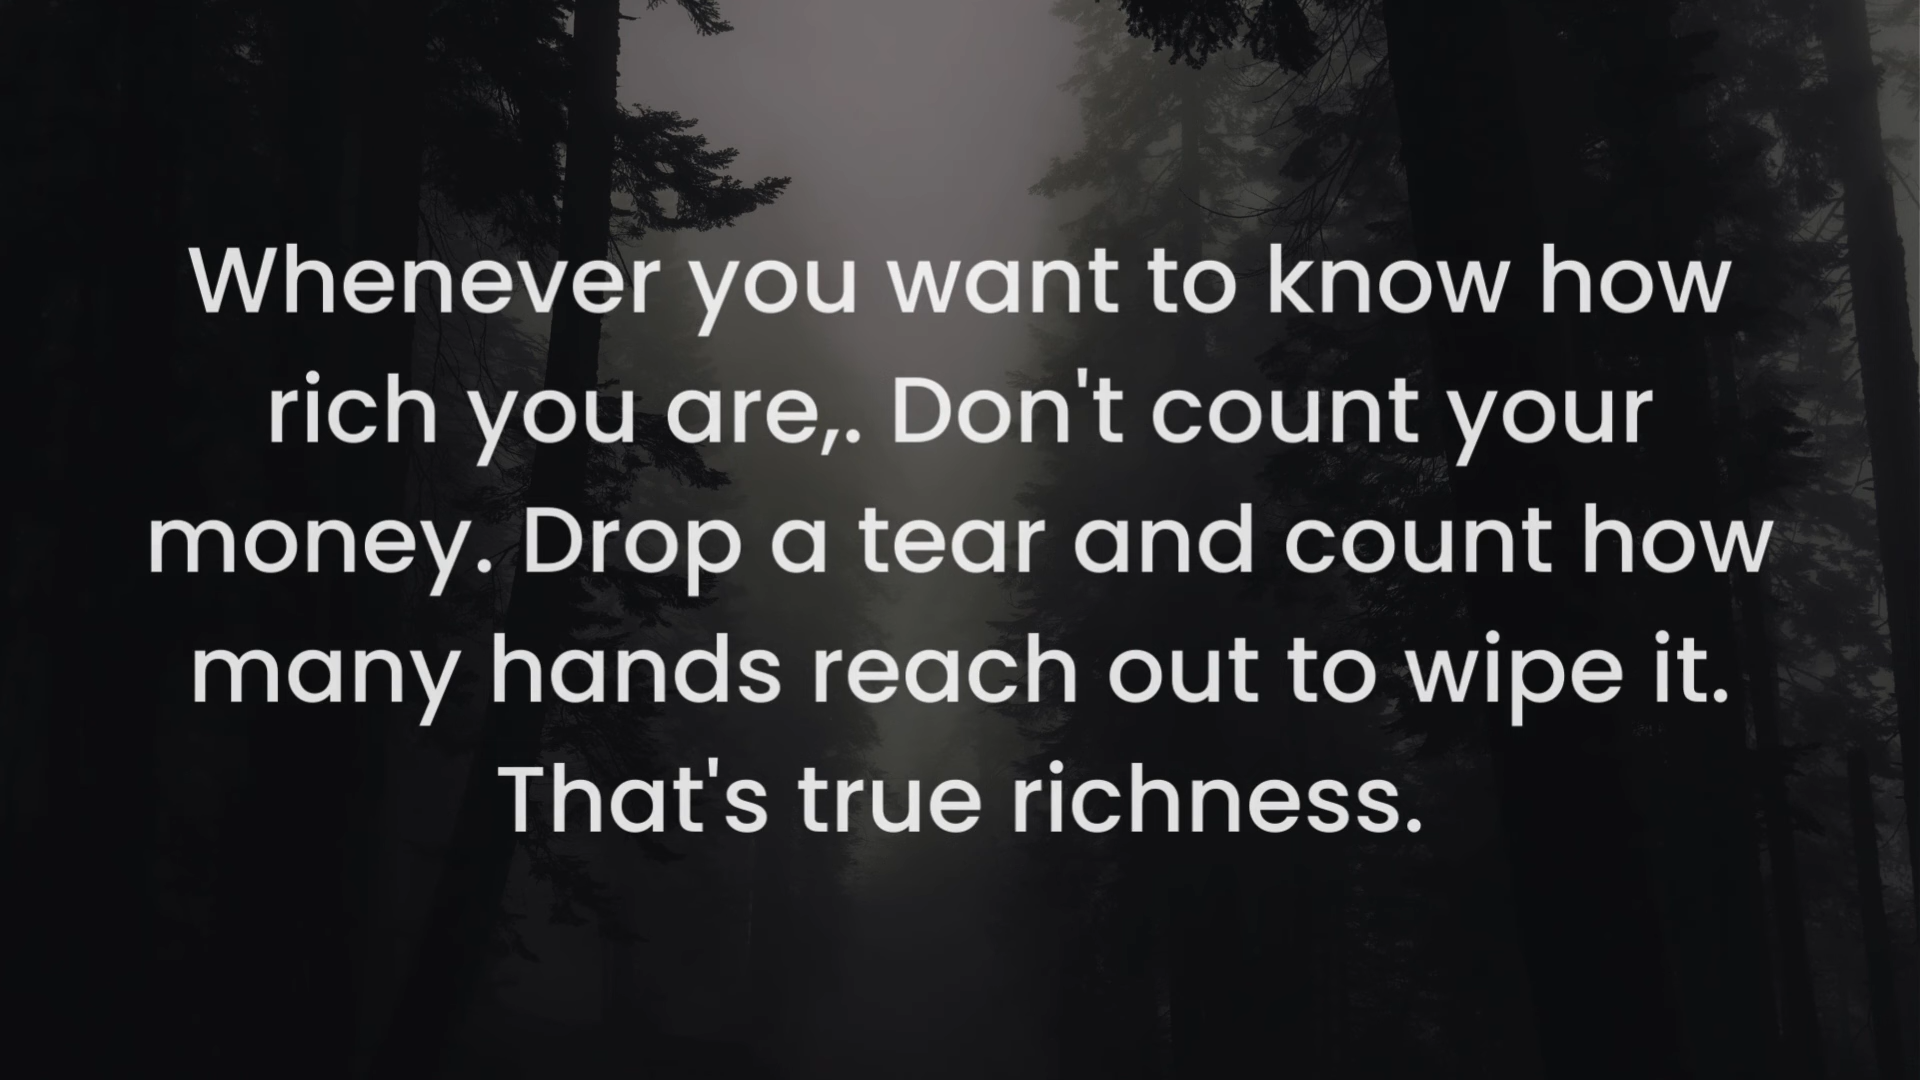 Whenever you want to know how
rich you are,. Don't count your
money. Drop a tear and count how
many hands reach out to wipe it.
That's true richness.